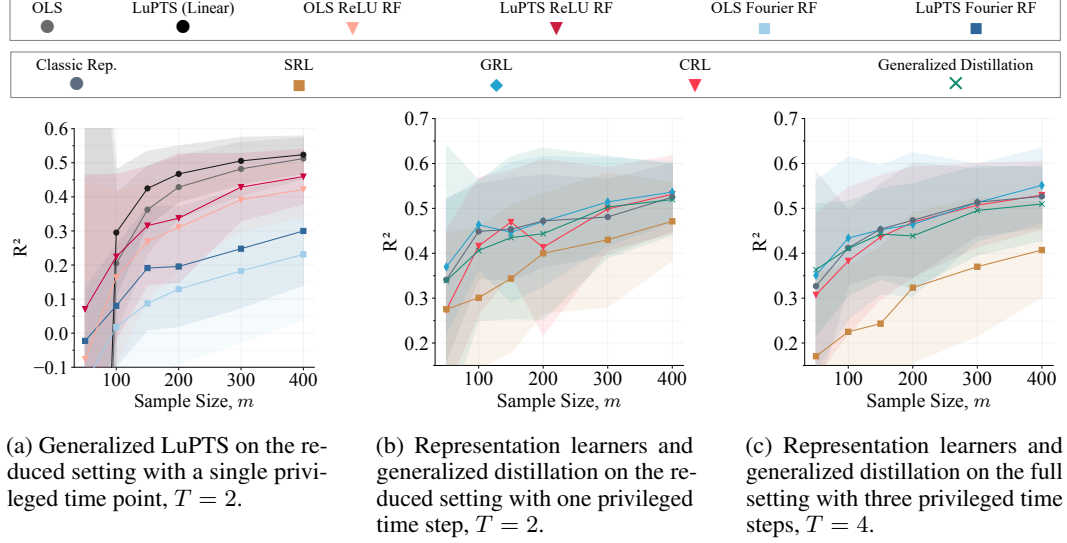 OLS LuPTS (Linear) OLS ReLU RF LuPTS ReLU RF OLS Fourier RF LuPTS Fourier RF
Classic Rep. SRL GRL CRL Generalized Distillation
0.6
0.5
0.4
0.3
0.2
0.1
0.0
−0.1
R²
100 200 300 400
Sample Size, m
0.7
0.6
0.5
0.4
0.3
0.2
R²
100 200 300 400
Sample Size, m
0.7
0.6
0.5
0.4
0.3
0.2
R²
100 200 300 400
Sample Size, m
(a) Generalized LuPTS on the re-
duced setting with a single privi-
leged time point, T = 2.
(b) Representation learners and
generalized distillation on the re-
duced setting with one privileged
time step, T = 2.
(c) Representation learners and
generalized distillation on the full
setting with three privileged time
steps, T = 4.